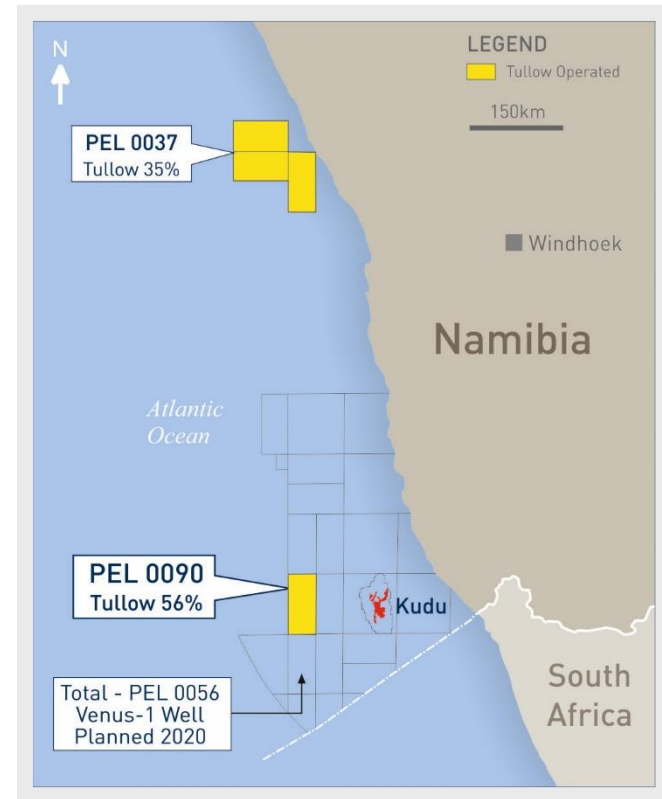 N
LEGEND
Tullow Operated
150km
PEL 0037
Tullow 35%
Windhoek
Namibia
Atlantic
Ocean
PEL 0090
Tullow 56%
Kudu
Total - PEL 0056
Venus-1 Well
Planned 2020
South
Africa